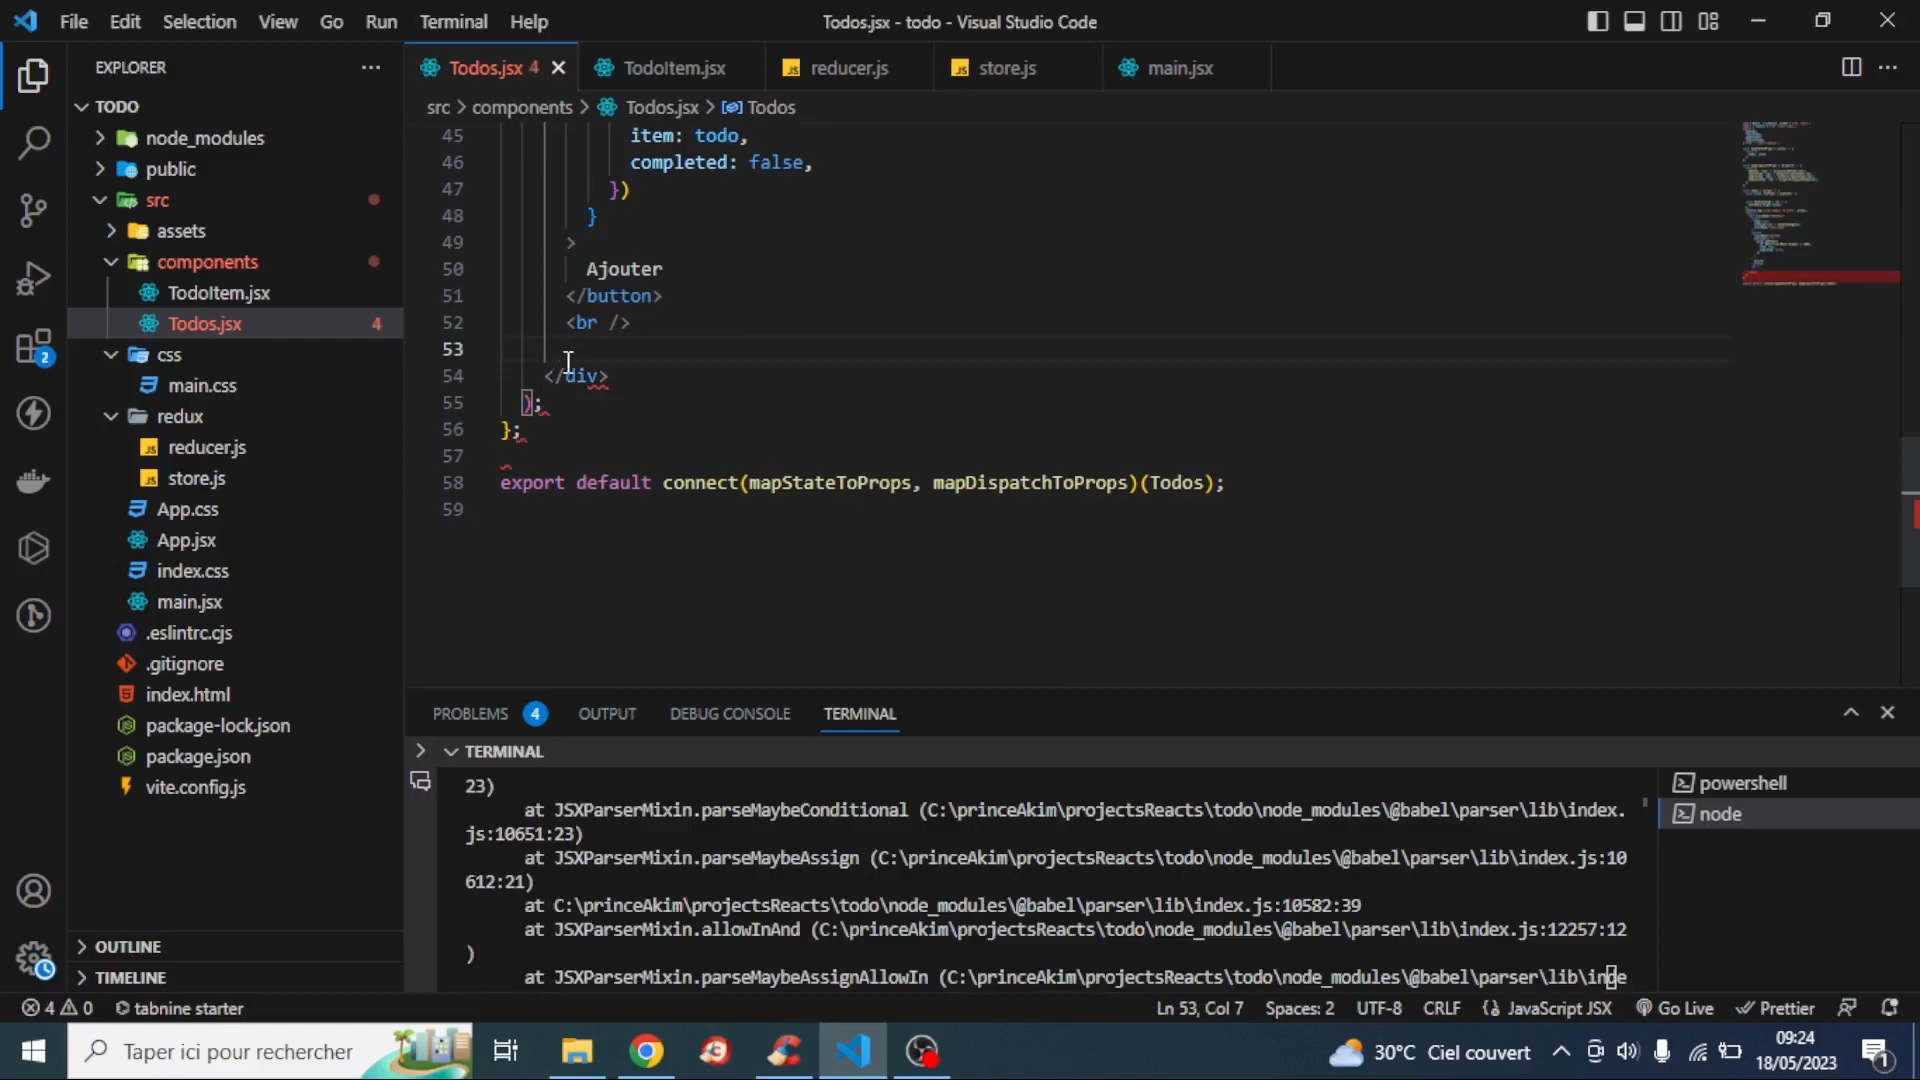 File Edit Selection View Go Run Terminal Help
Todos.jsx - todo - Visual Studio Code
EXPLORER
TODO
node_modules
public
src
assets
components
TodoItem.jsx
Todos.jsx 4
css
main.css
redux
reducer.js
store.js
App.css
App.jsx
index.css
main.jsx
.eslintrc.cjs
.gitignore
index.html
package-lock.json
package.json
vite.config.js
OUTLINE
TIMELINE
2
Todos.jsx 4 TodoItem.jsx reducer.js store.js main.jsx
src > components > Todos.jsx > Todos
45 item: todo,
46 completed: false,
47 })
48 }
49 >
50 Ajouter
51 </button>
52 <br />
53
54 </div>
55 );
56 };
57
58 export default connect(mapStateToProps, mapDispatchToProps)(Todos);
59
PROBLEMS 4 OUTPUT DEBUG CONSOLE TERMINAL
TERMINAL
23)
at JSXParserMixin.parseMaybeConditional (C:\princeAkim\projectsReacts\todo\node_modules\@babel\parser\lib\index.
js:10651:23)
at JSXParserMixin.parseMaybeAssign (C:\princeAkim\projectsReacts\todo\node_modules\@babel\parser\lib\index.js:10
612:21)
at C:\princeAkim\projectsReacts\todo\node_modules\@babel\parser\lib\index.js:10582:39
at JSXParserMixin.allowInAnd (C:\princeAkim\projectsReacts\todo\node_modules\@babel\parser\lib\index.js:12257:12
)
at JSXParserMixin.parseMaybeAssignAllowIn (C:\princeAkim\projectsReacts\todo\node_modules\@babel\parser\lib\inde
powershell
node
4 0 tabnine starter
Ln 53, Col 7 Spaces: 2 UTF-8 CRLF {} JavaScript JSX Go Live Prettier
Taper ici pour rechercher
30°C Ciel couvert
09:24
18/05/2023
1